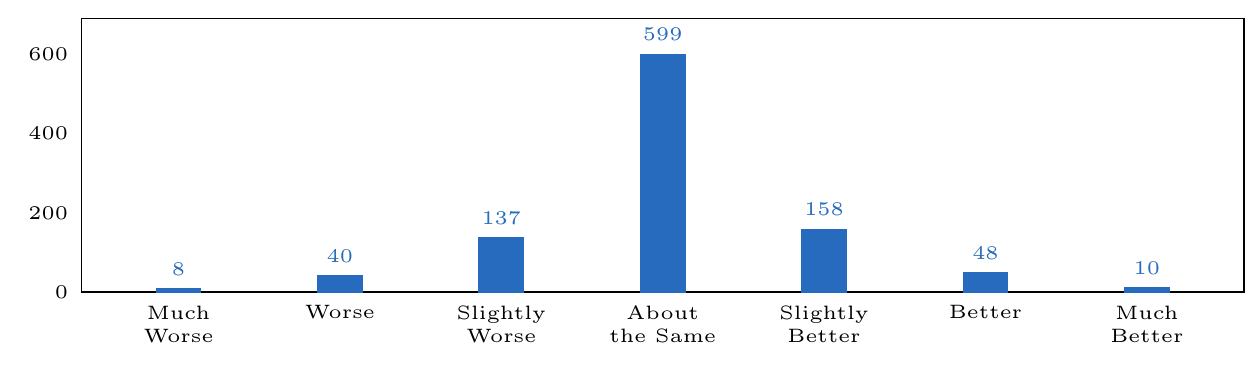 599
600
400
200
158
137
48
40
10
8
0
Much
Worse
Worse
Slightly
Worse
About
the Same
Slightly
Better
Better
Much
Better